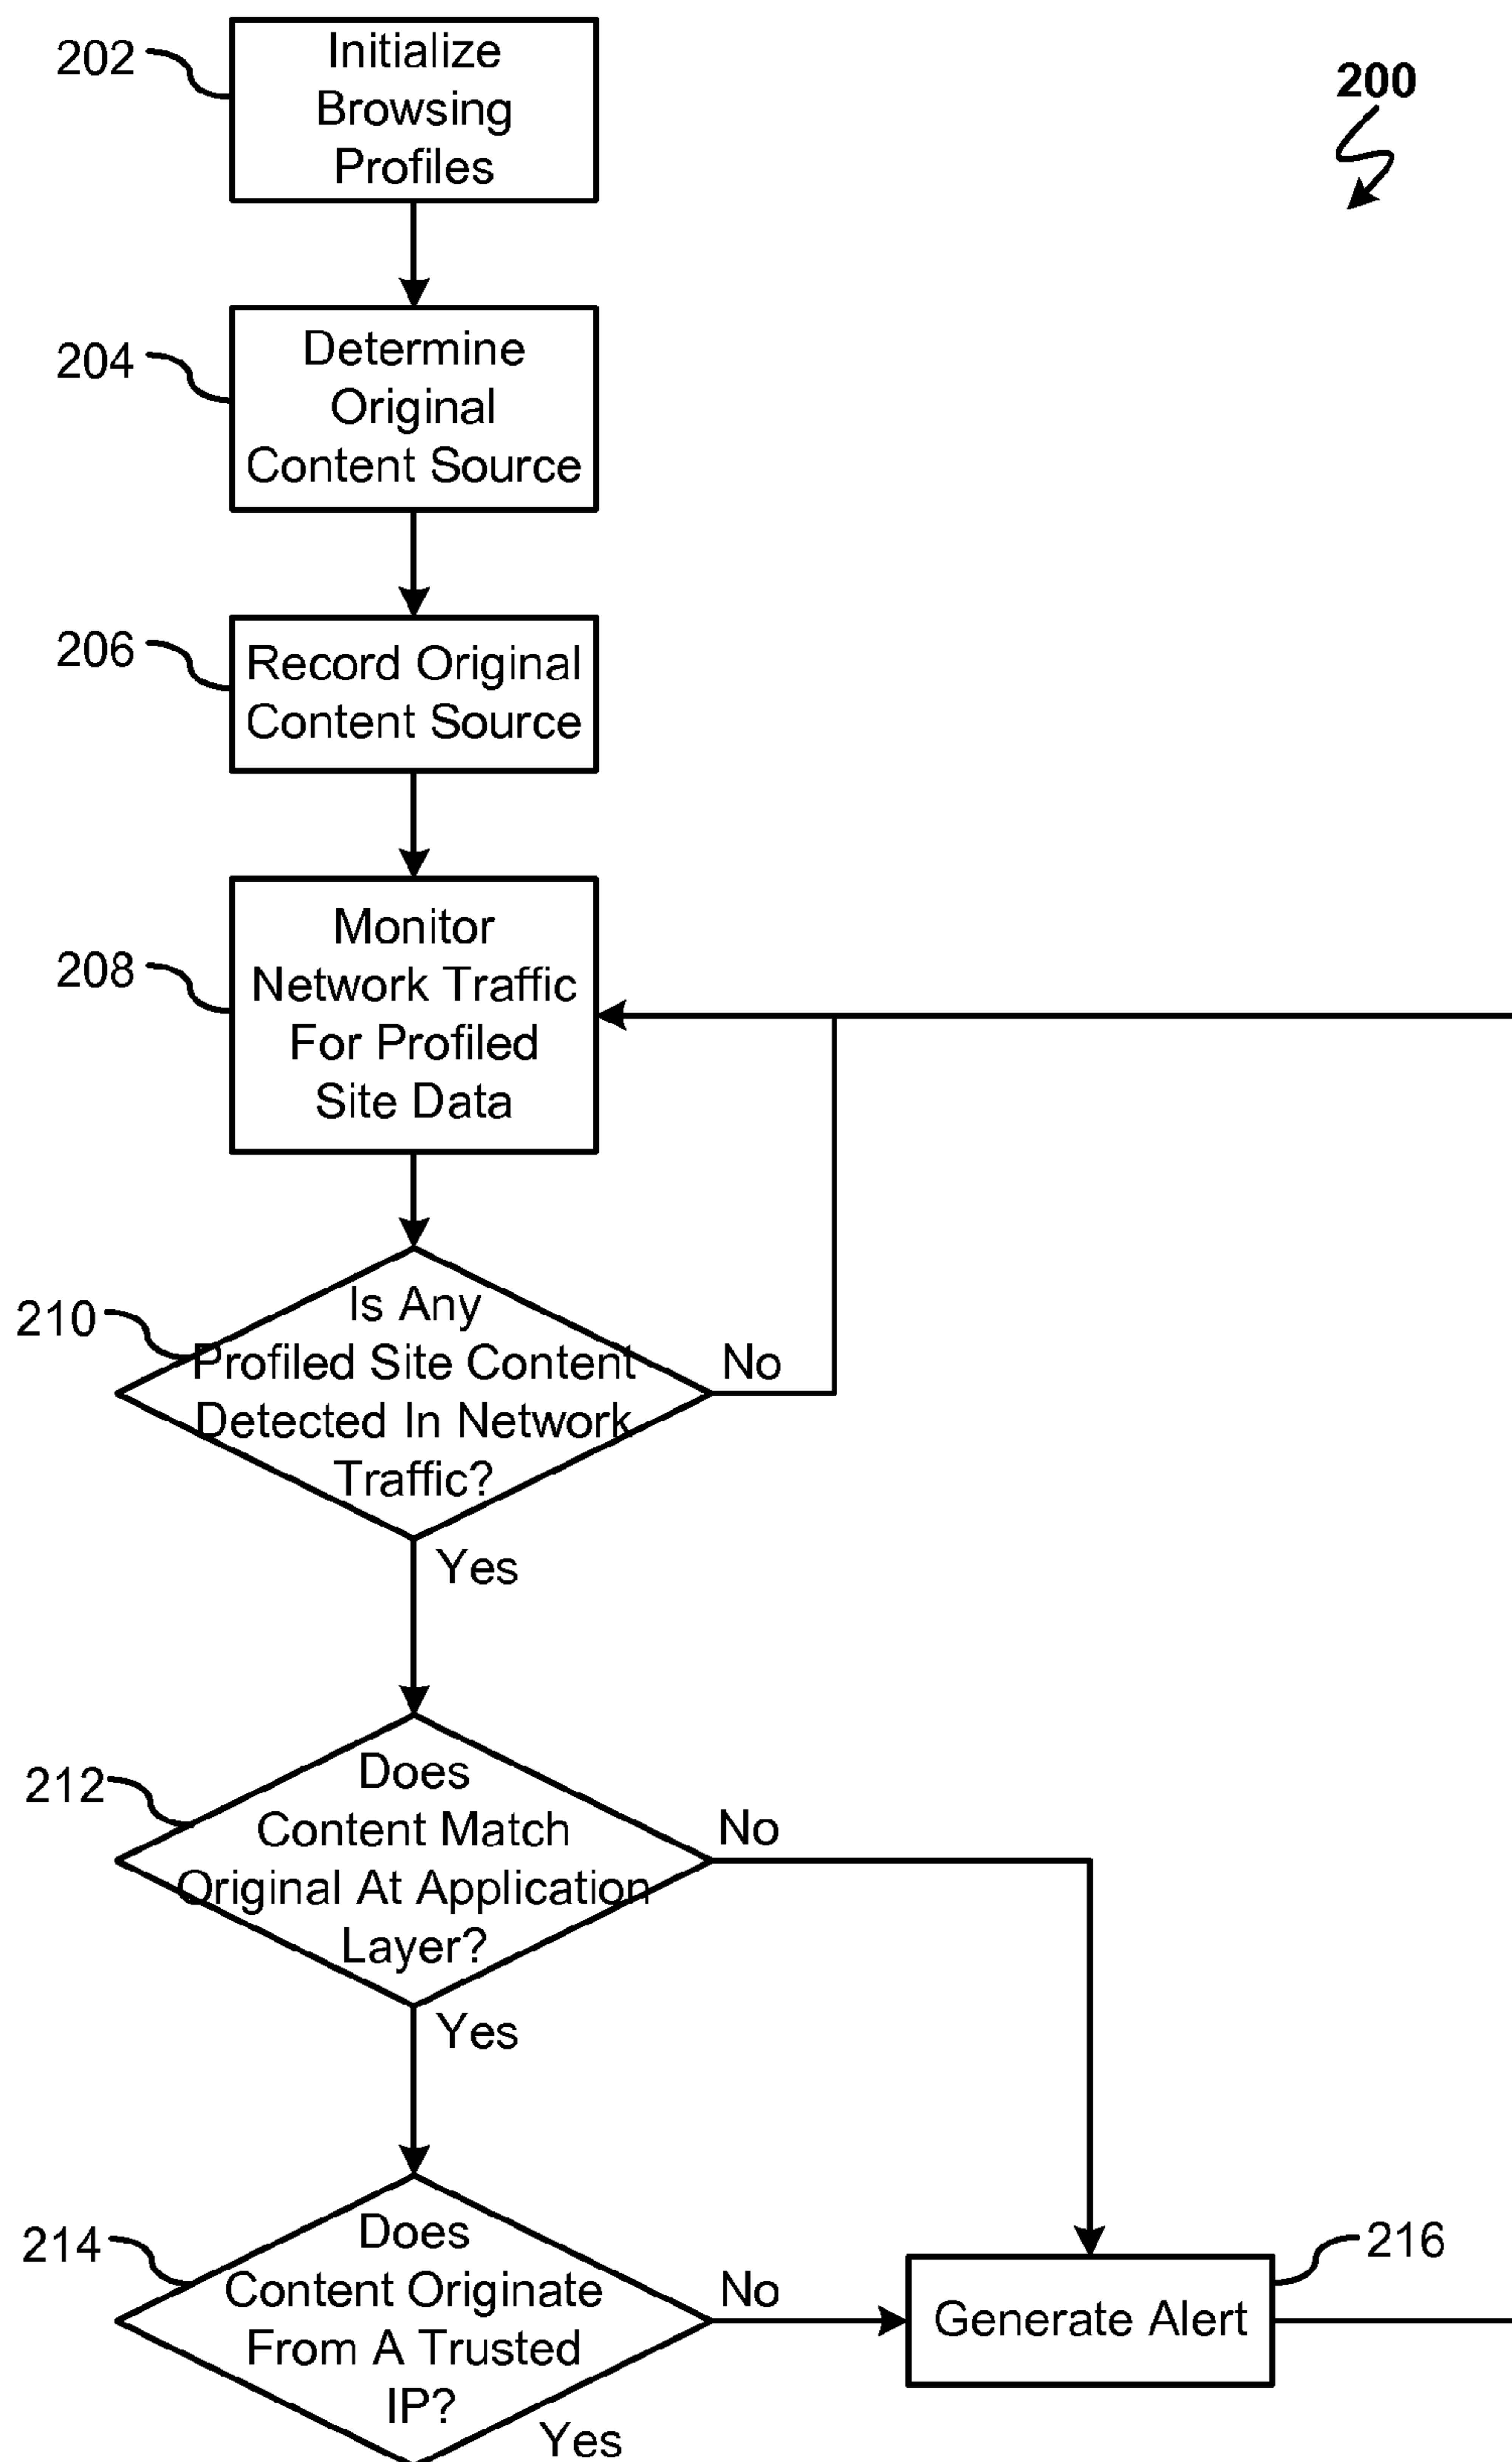 202
Initialize
Browsing
Profiles
200
204
Determine
Original
Content Source
206
Record Original
Content Source
208
Monitor
Network Traffic
For Profiled
Site Data
210
Is Any
Profiled Site Content
Detected In Network
Traffic?
No
Yes
212
Does
Content Match
Original At Application
Layer?
No
Yes
214
Does
Content Originate
From A Trusted
IP?
No
Yes
Generate Alert
216